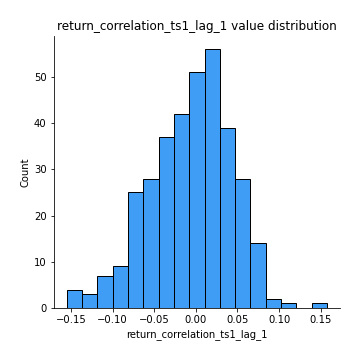 return_correlation_ts1_lag_1 value distribution
Count
50
40
30
20
10
0
−0.15 −0.10 −0.05 0.00 0.05 0.10 0.15
return_correlation_ts1_lag_1